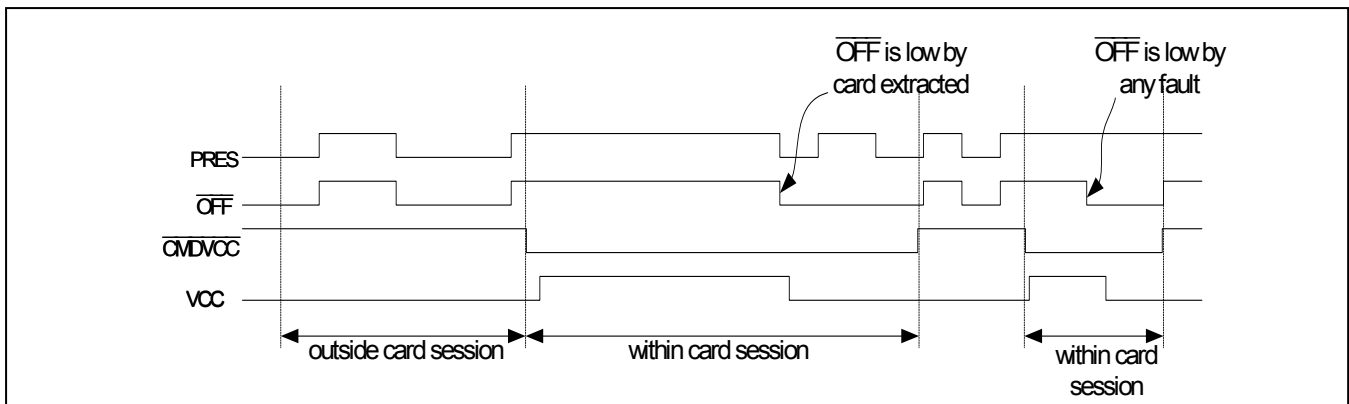 OFF is low by
card extracted
OFF is low by
any fault
PRES
OFF
CMDVCC
VCC
outside card session
within card session
within card
session